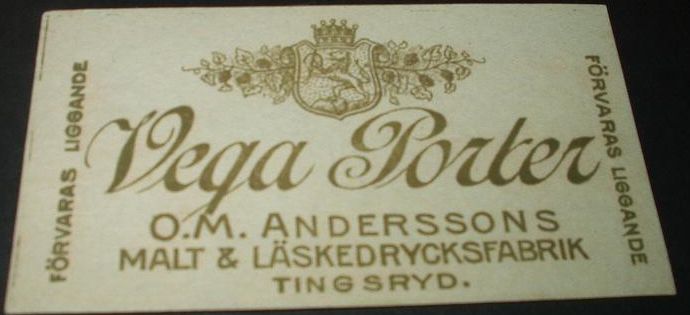 FÖRVARAS LIGGANDE
Vega Porter
O.M. ANDERSSONS
MALT & LÄSKEDRYCKSFABRIK
TINGSRYD.
FÖRVARAS LIGGANDE